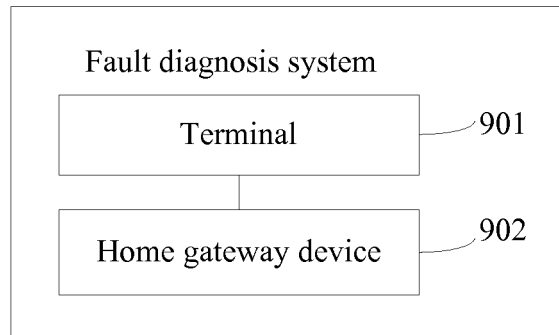 Fault diagnosis system
Terminal
901
Home gateway device
902